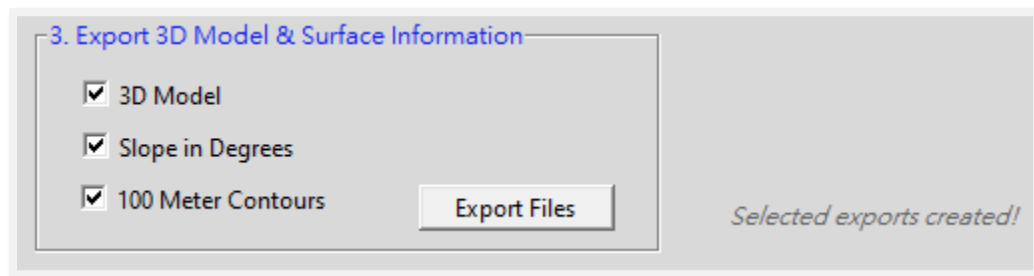 3. Export 3D Model & Surface Information
3D Model
Slope in Degrees
100 Meter Contours
Export Files
Selected exports created!